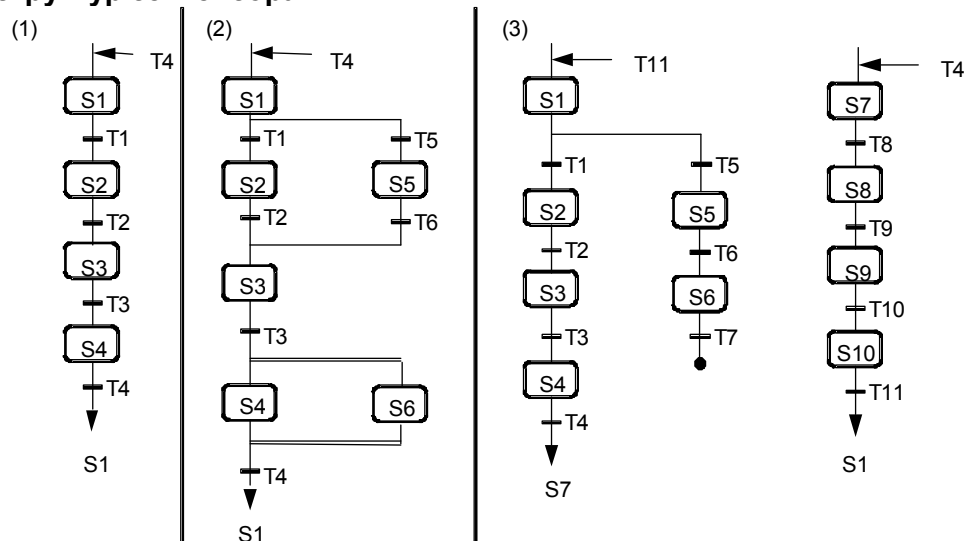 (1)
T4
S1
T1
S2
T2
S3
T3
S4
T4
S1
(2)
T4
S1
T1
T5
S2
S5
T2
T6
S3
T3
S4
S6
T4
S1
(3)
T11
S1
T1
T5
S2
S5
T2
T6
S3
S6
T3
T7
S4
T4
S7
T4
S7
T8
S8
T9
S9
T10
S10
T11
S1